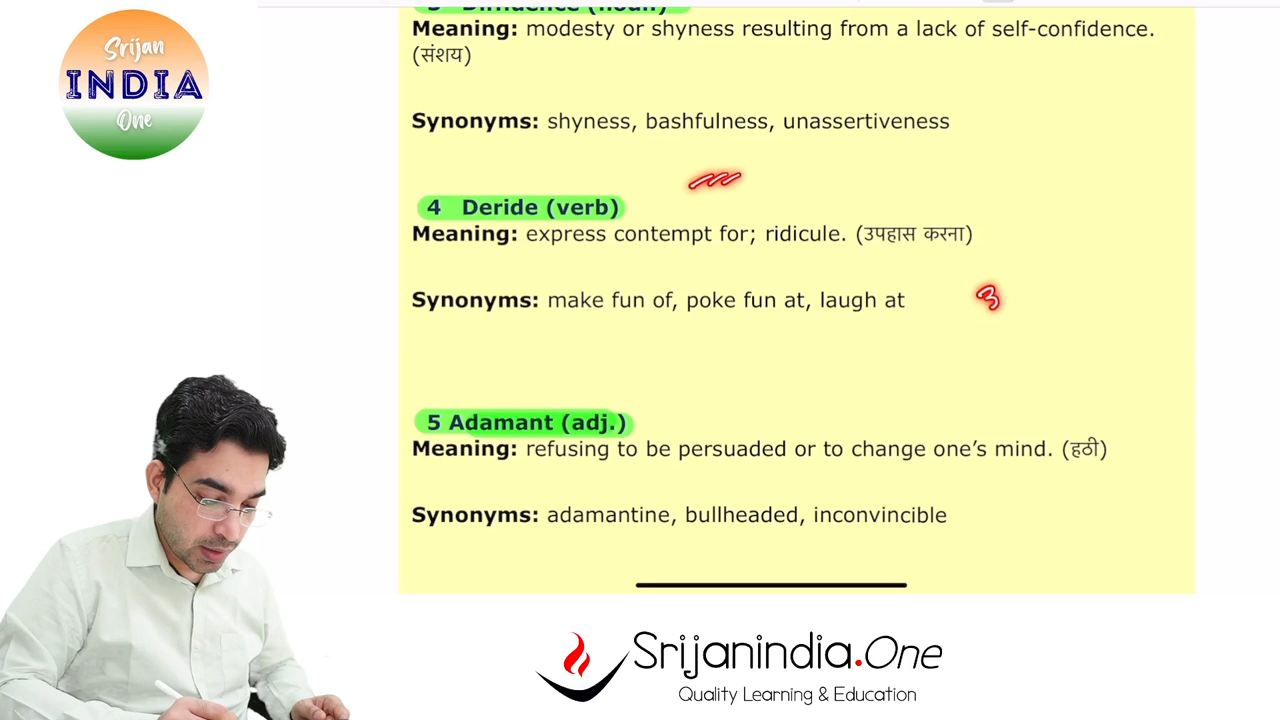 Srijan
INDIA
One
3 Diffidence (noun)
Meaning: modesty or shyness resulting from a lack of self-confidence.
(संशय)
Synonyms: shyness, bashfulness, unassertiveness
4 Deride (verb)
Meaning: express contempt for; ridicule. (उपहास करना)
Synonyms: make fun of, poke fun at, laugh at
5 Adamant (adj.)
Meaning: refusing to be persuaded or to change one’s mind. (हठी)
Synonyms: adamantine, bullheaded, inconvincible
Srijanindia.One
Quality Learning & Education